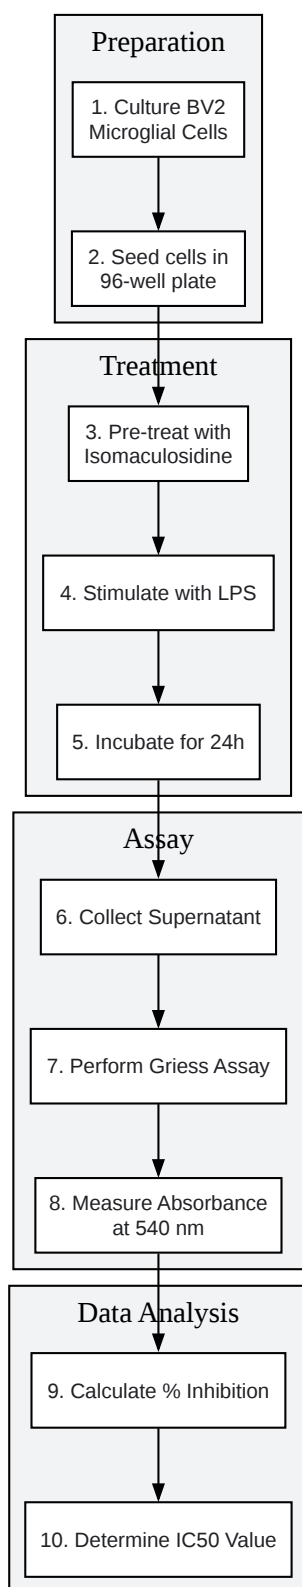 Preparation
1. Culture BV2
Microglial Cells
2. Seed cells in
96-well plate
Treatment
3. Pre-treat with
Isomaculosidine
4. Stimulate with LPS
5. Incubate for 24h
Assay
6. Collect Supernatant
7. Perform Griess Assay
8. Measure Absorbance
at 540 nm
Data Analysis
9. Calculate % Inhibition
10. Determine IC50 Value